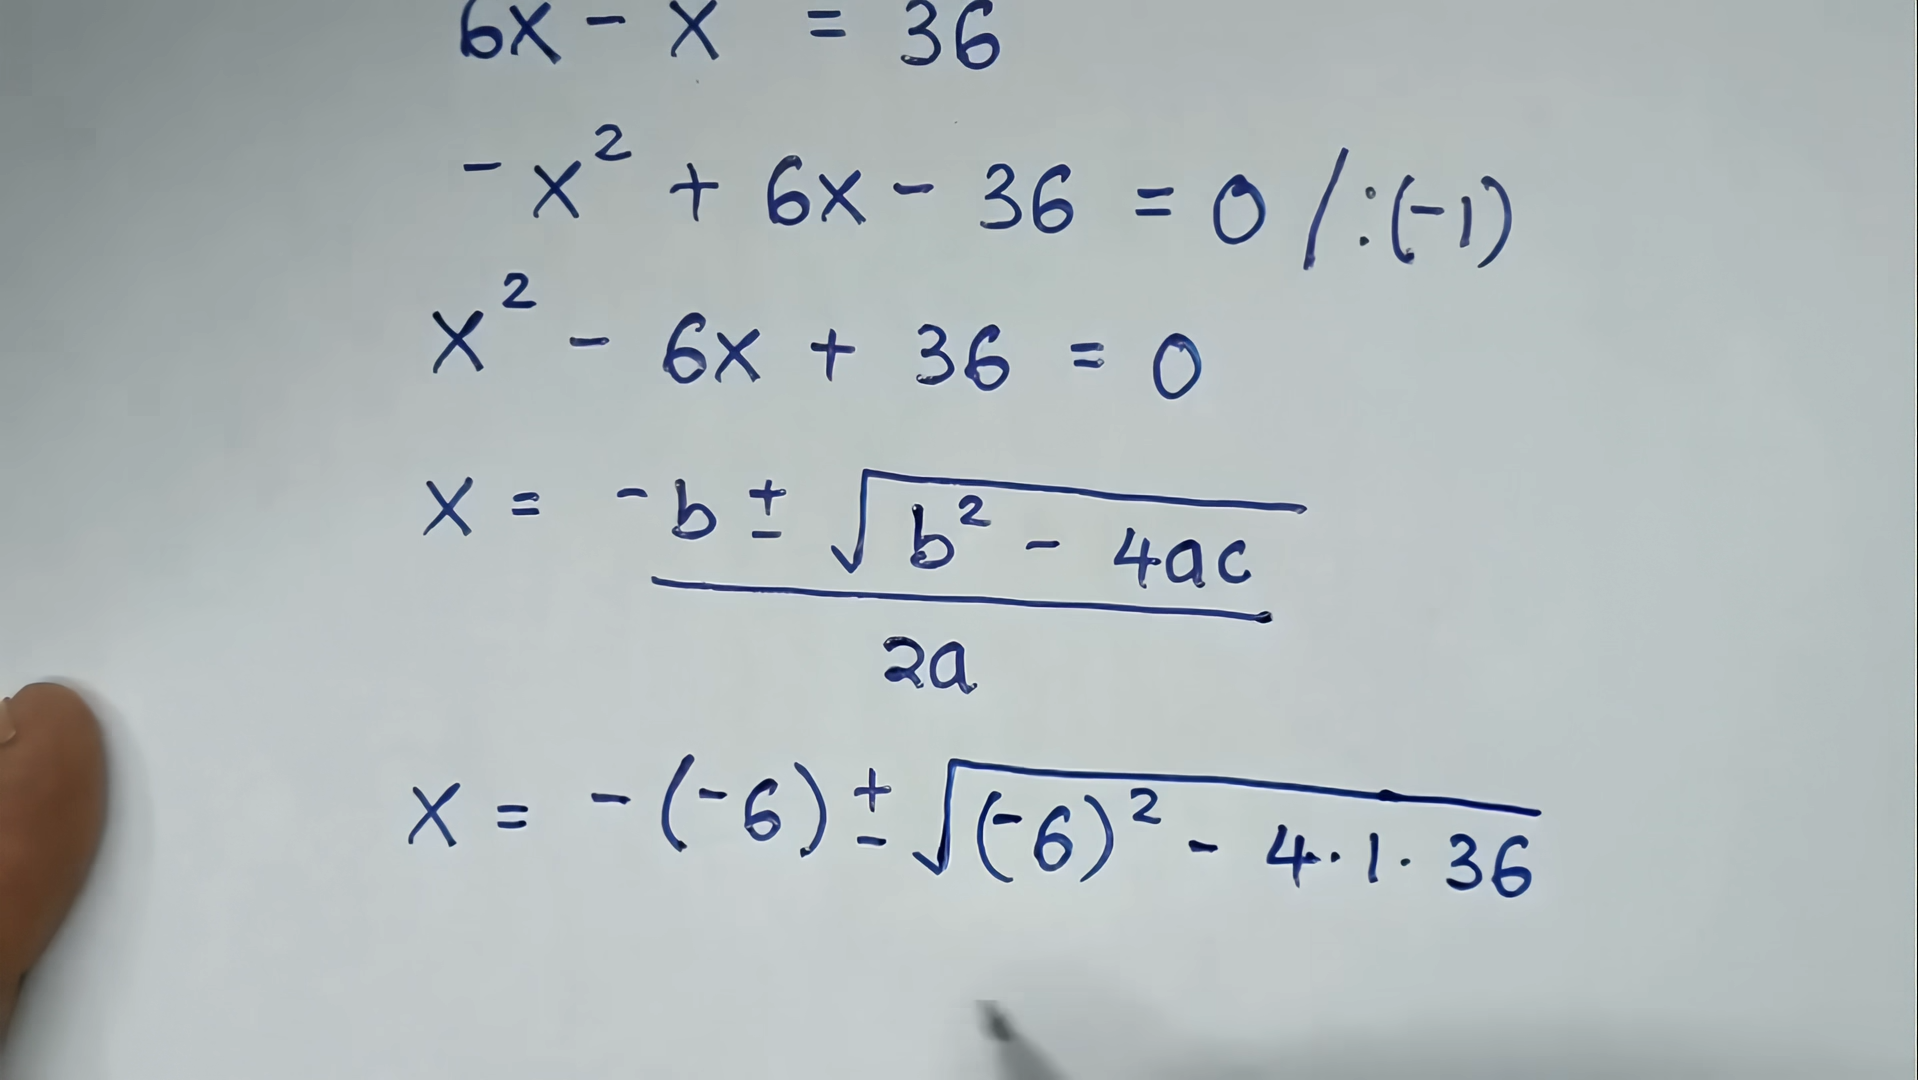 6x - x = 36
-x² + 6x - 36 = 0 /:(-1)
x² - 6x + 36 = 0
x = -b ± √b² - 4ac
2a
x = -(-6) ± √(-6)² - 4·1·36